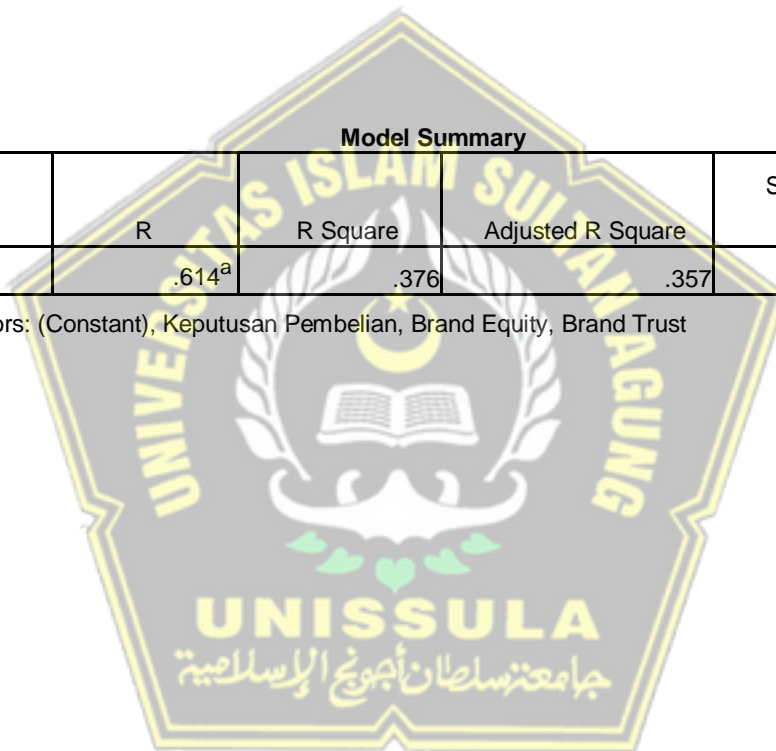 Model Summary
S
R R Square Adjusted R Square
.614a .376 .357
ors: (Constant), Keputusan Pembelian, Brand Equity, Brand Trust
UNIVERSITAS ISLAM SULTAN AGUNG
UNISSULA
جامعة سلطان أجونج الإسلامية